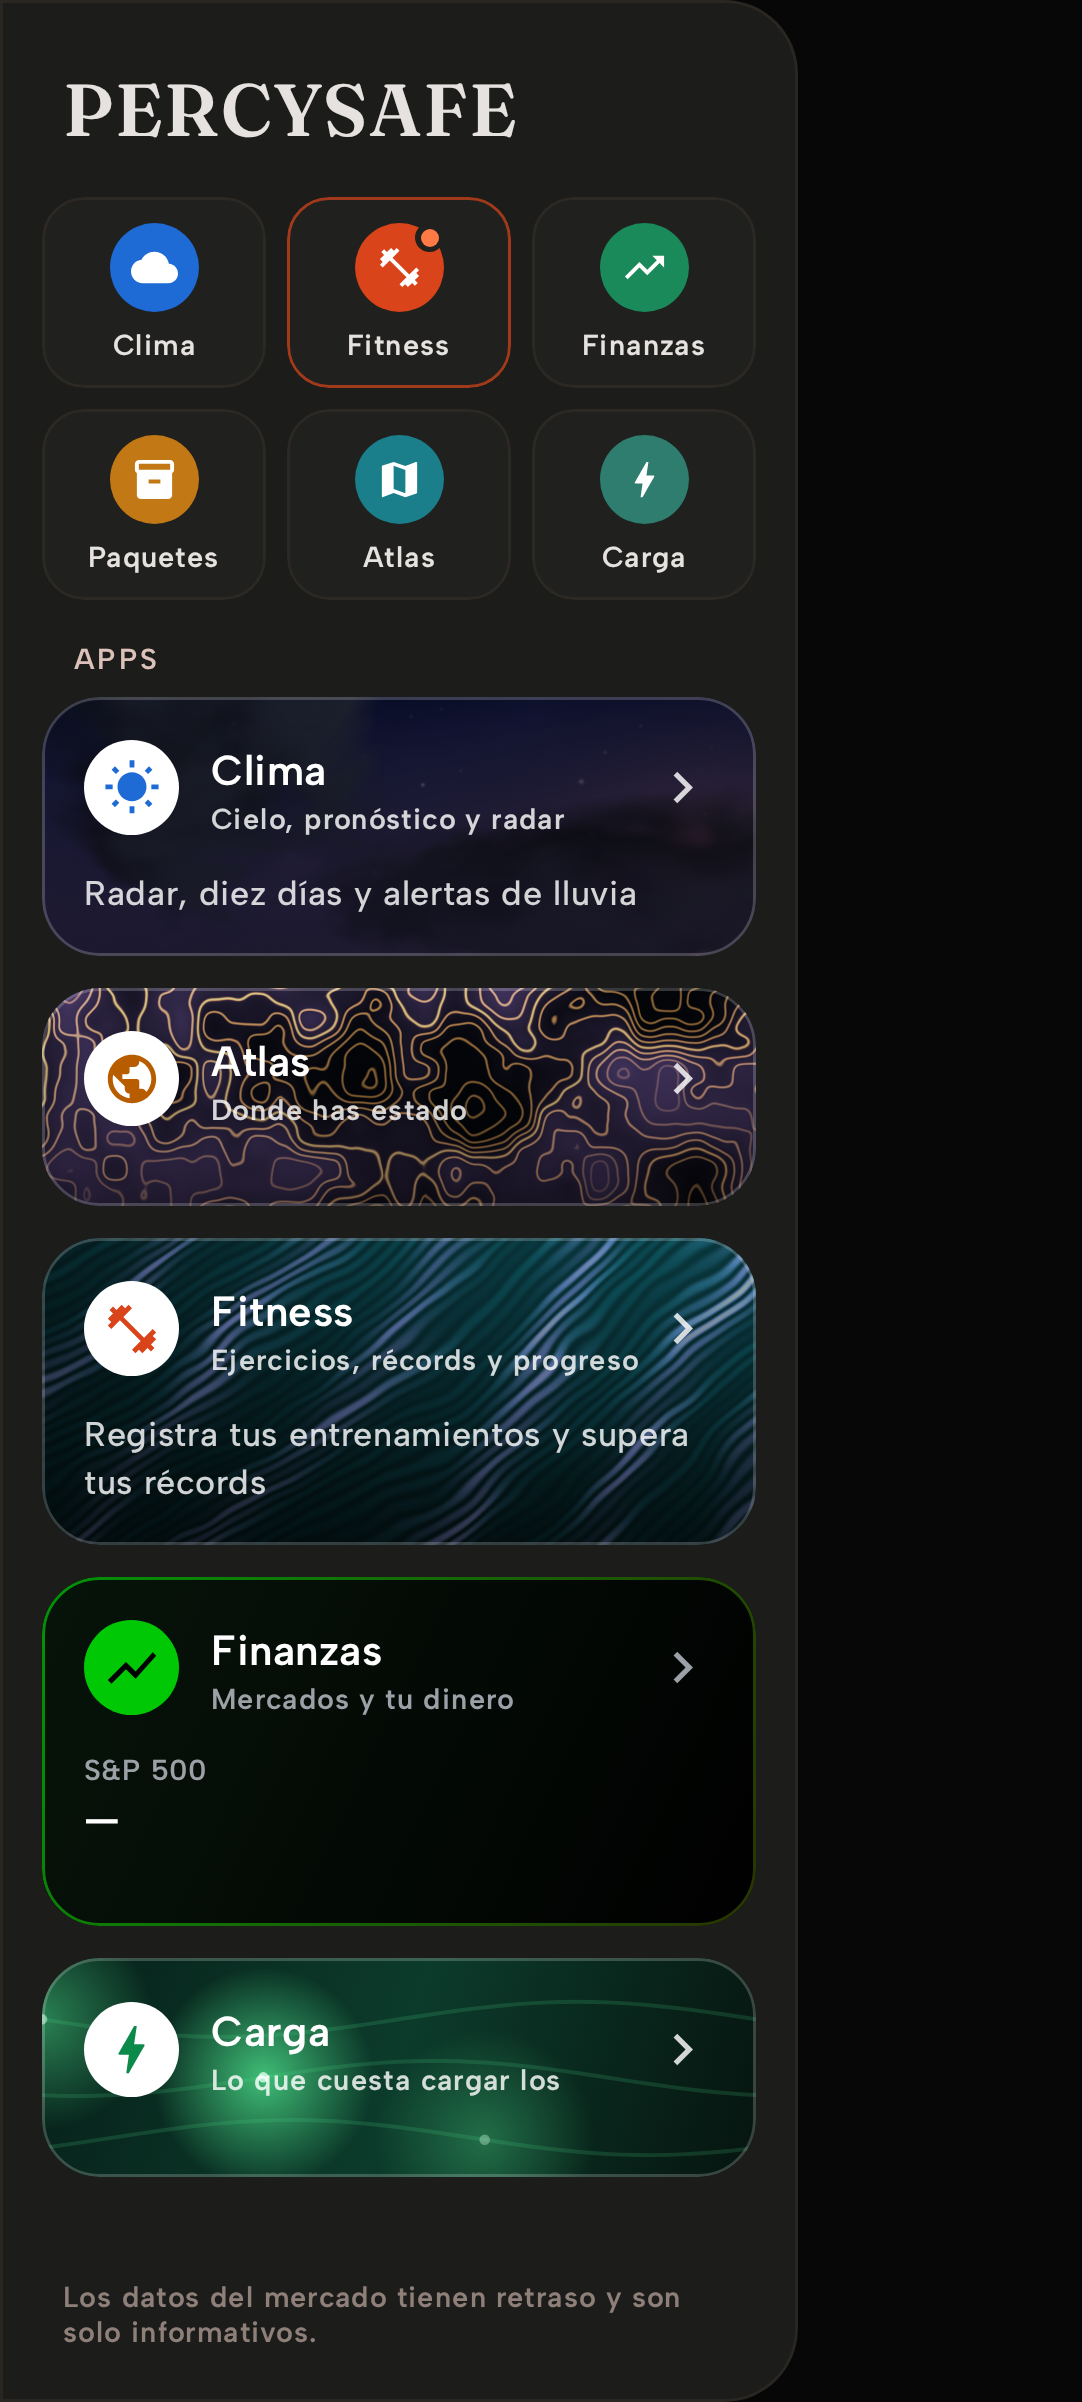 PERCYSAFE
Clima
Fitness
Finanzas
Paquetes
Atlas
Carga
APPS
Clima
Cielo, pronóstico y radar
Radar, diez días y alertas de lluvia
Atlas
Donde has estado
Fitness
Ejercicios, récords y progreso
Registra tus entrenamientos y supera
tus récords
Finanzas
Mercados y tu dinero
S&P 500
—
Carga
Lo que cuesta cargar los
Los datos del mercado tienen retraso y son
solo informativos.